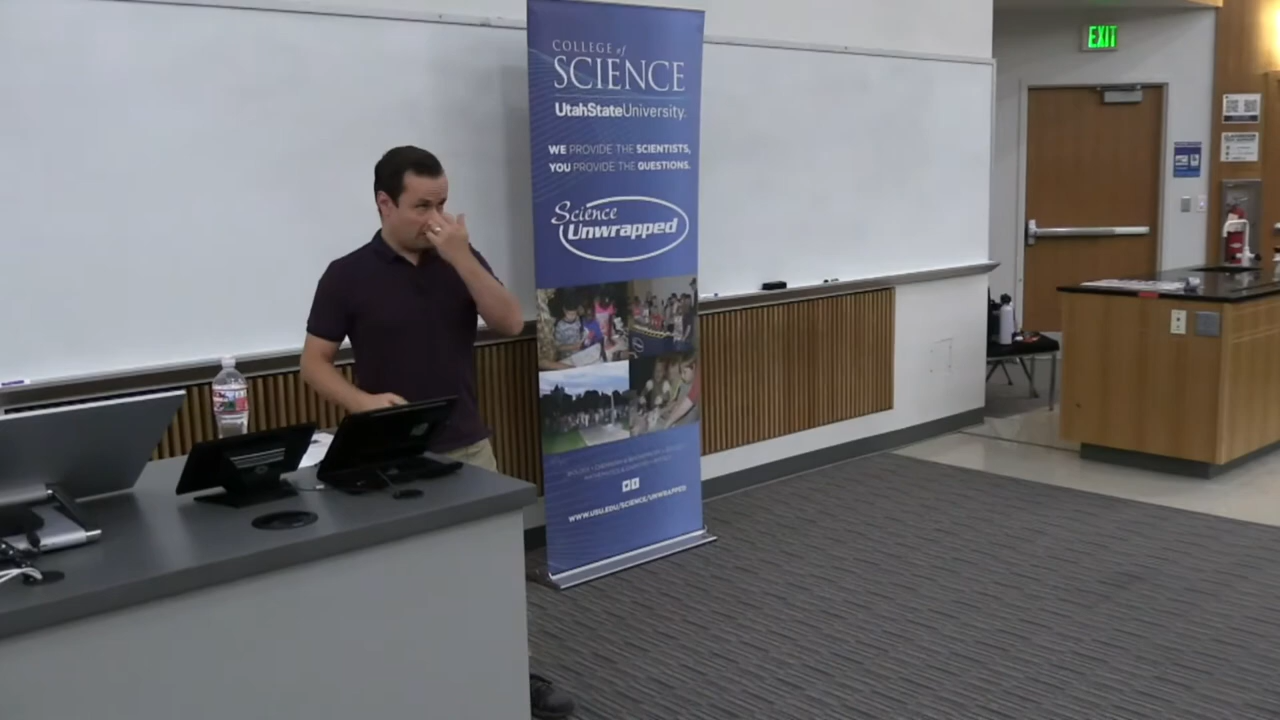 EXIT
COLLEGE of
SCIENCE
UtahStateUniversity
WE PROVIDE THE SCIENTISTS,
YOU PROVIDE THE QUESTIONS.
Science
Unwrapped
WWW.USU.EDU/SCIENCE/UNWRAPPED